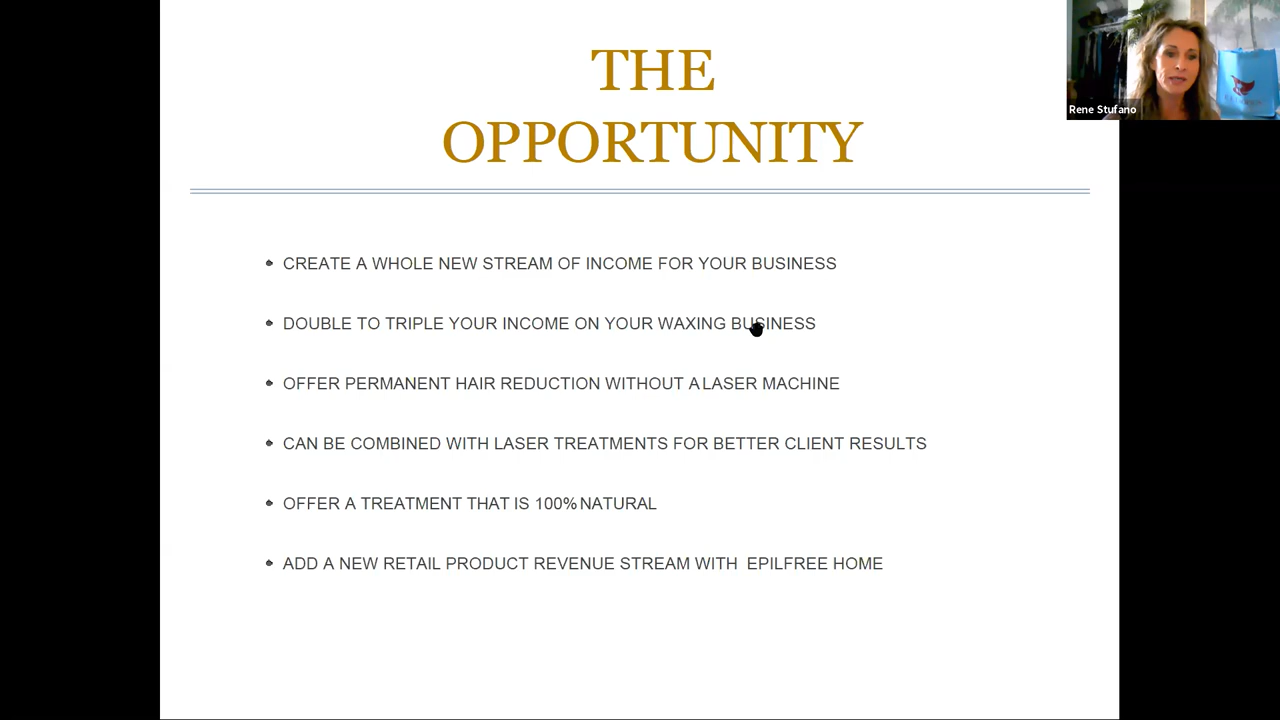 THE
OPPORTUNITY
Rene Stufano
• CREATE A WHOLE NEW STREAM OF INCOME FOR YOUR BUSINESS
• DOUBLE TO TRIPLE YOUR INCOME ON YOUR WAXING BUSINESS
• OFFER PERMANENT HAIR REDUCTION WITHOUT A LASER MACHINE
• CAN BE COMBINED WITH LASER TREATMENTS FOR BETTER CLIENT RESULTS
• OFFER A TREATMENT THAT IS 100% NATURAL
• ADD A NEW RETAIL PRODUCT REVENUE STREAM WITH EPILFREE HOME